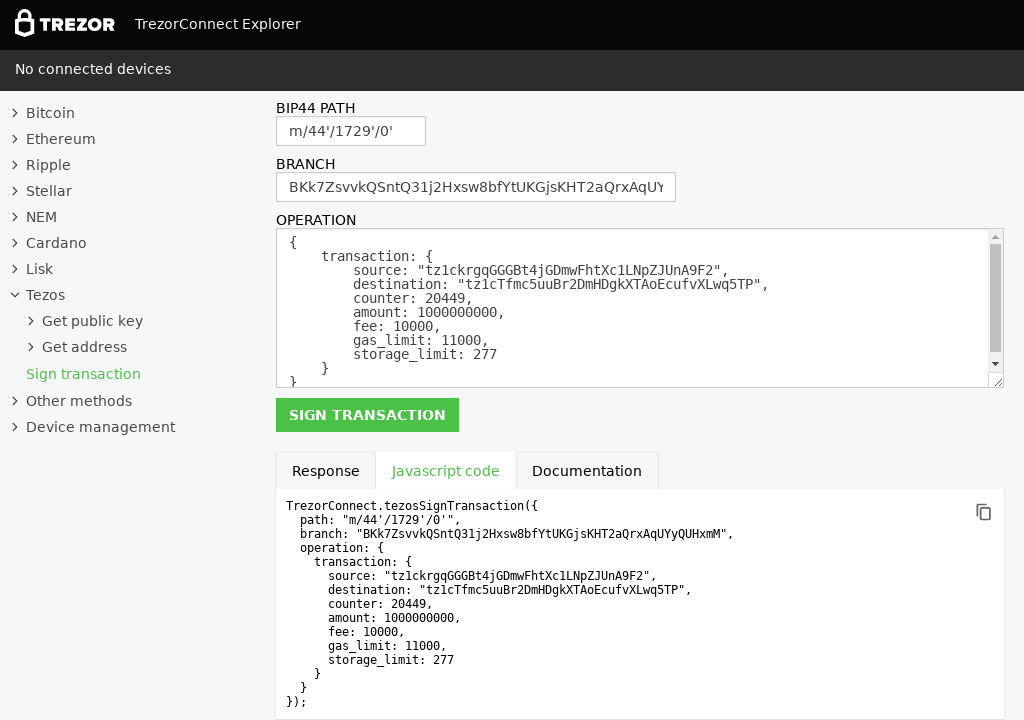 TREZOR TrezorConnect Explorer
No connected devices
Bitcoin
Ethereum
Ripple
Stellar
NEM
Cardano
Lisk
Tezos
Get public key
Get address
Sign transaction
Other methods
Device management
BIP44 PATH
m/44'/1729'/0'
BRANCH
BKk7ZsvvkQSntQ31j2Hxsw8bfYtUKGjsKHT2aQrxAqUY
OPERATION
{
    transaction: {
        source: "tz1ckrgqGGGBt4jGDmwFhtXc1LNpZJUnA9F2",
        destination: "tz1cTfmc5uuBr2DmHDgkXTAoEcufvXLwq5TP",
        counter: 20449,
        amount: 1000000000,
        fee: 10000,
        gas_limit: 11000,
        storage_limit: 277
    }
}
SIGN TRANSACTION
Response Javascript code Documentation
TrezorConnect.tezosSignTransaction({
  path: "m/44'/1729'/0'",
  branch: "BKk7ZsvvkQSntQ31j2Hxsw8bfYtUKGjsKHT2aQrxAqUYyQUHxmM",
  operation: {
    transaction: {
      source: "tz1ckrgqGGGBt4jGDmwFhtXc1LNpZJUnA9F2",
      destination: "tz1cTfmc5uuBr2DmHDgkXTAoEcufvXLwq5TP",
      counter: 20449,
      amount: 1000000000,
      fee: 10000,
      gas_limit: 11000,
      storage_limit: 277
    }
  }
});